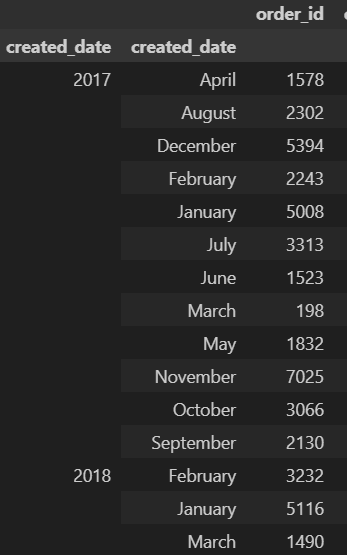 order_id
created_date created_date
2017 April 1578
August 2302
December 5394
February 2243
January 5008
July 3313
June 1523
March 198
May 1832
November 7025
October 3066
September 2130
2018 February 3232
January 5116
March 1490